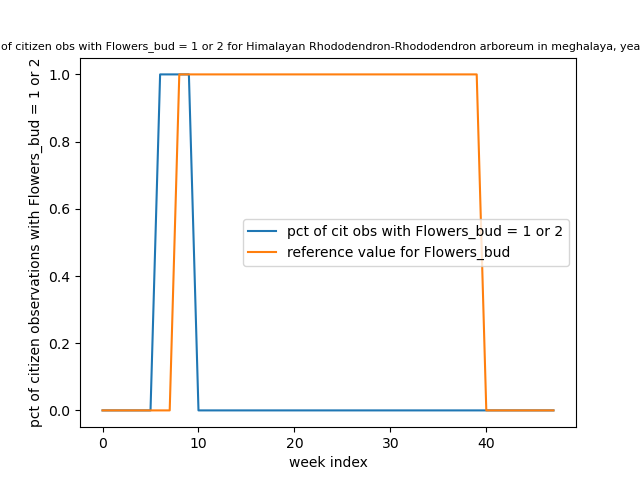 of citizen obs with Flowers_bud = 1 or 2 for Himalayan Rhododendron-Rhododendron arboreum in meghalaya, yea
pct of citizen observations with Flowers_bud = 1 or 2
1.0
0.8
0.6
0.4
0.2
0.0
pct of cit obs with Flowers_bud = 1 or 2
reference value for Flowers_bud
0 10 20 30 40
week index